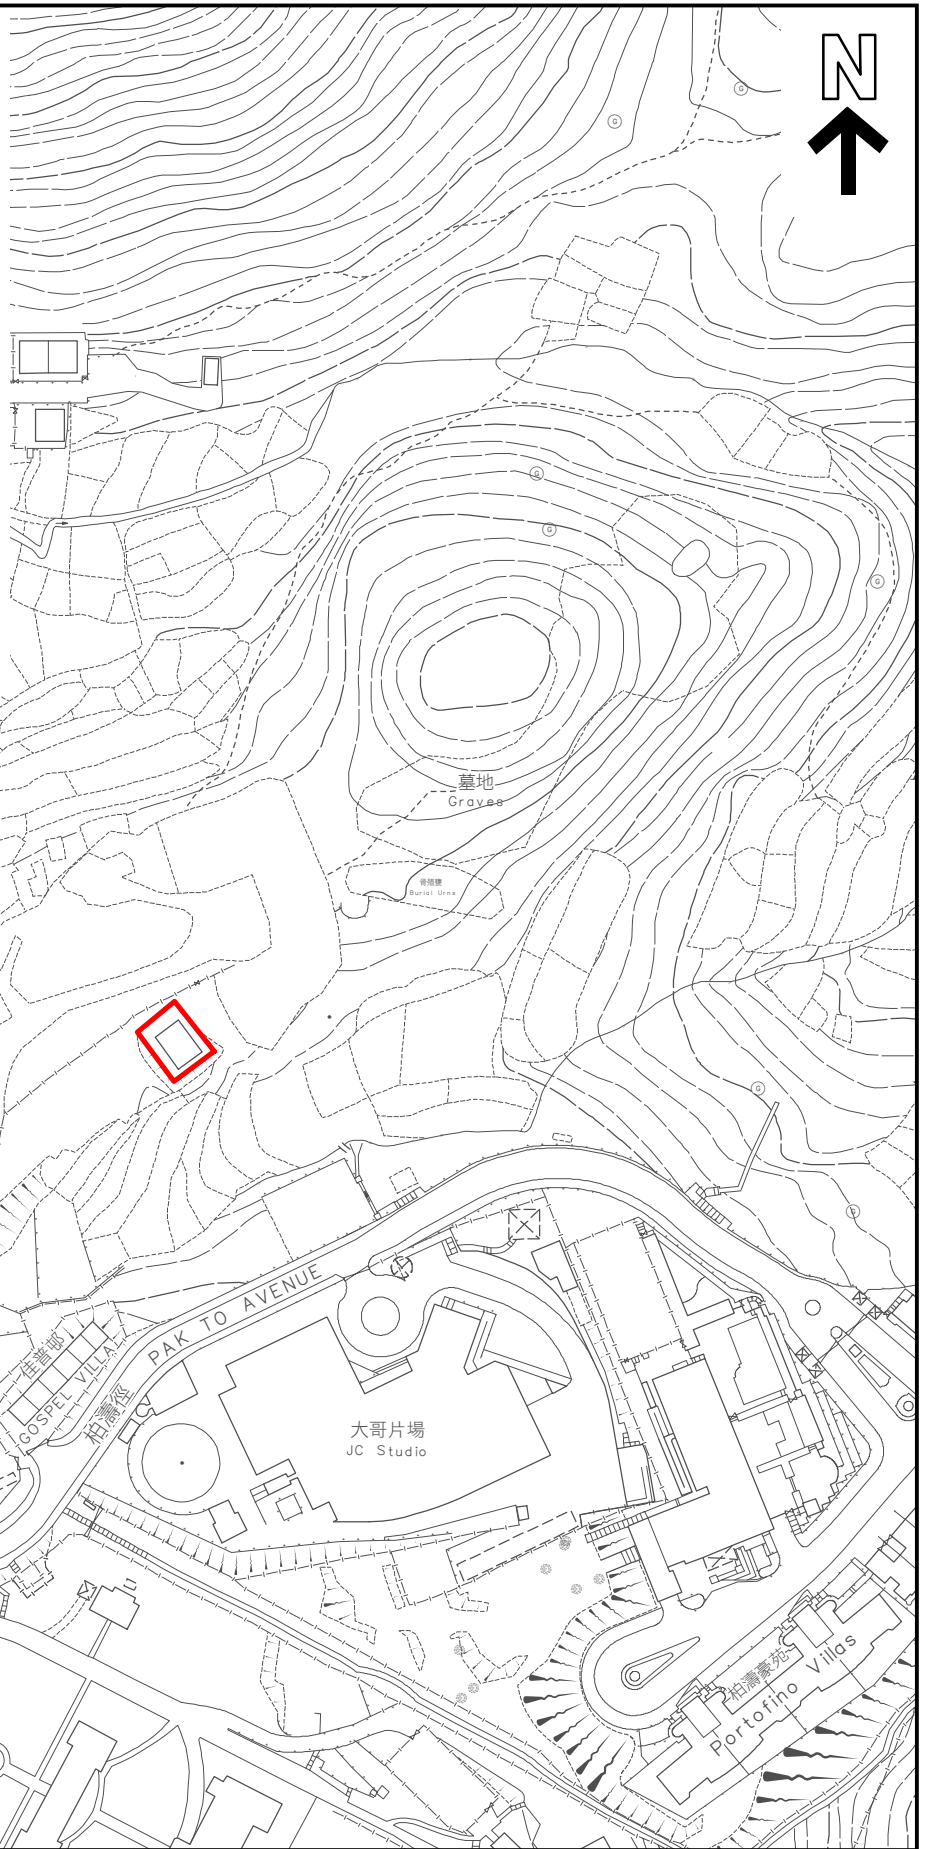 N
G
G
G
G
G
墓地
Graves
骨殖甕
Burial Urns
G
G
PAK TO AVENUE
柏濤徑
佳普邨
GOSPEL VILLA
大哥片場
JC Studio
柏濤豪苑
Portofino Villas